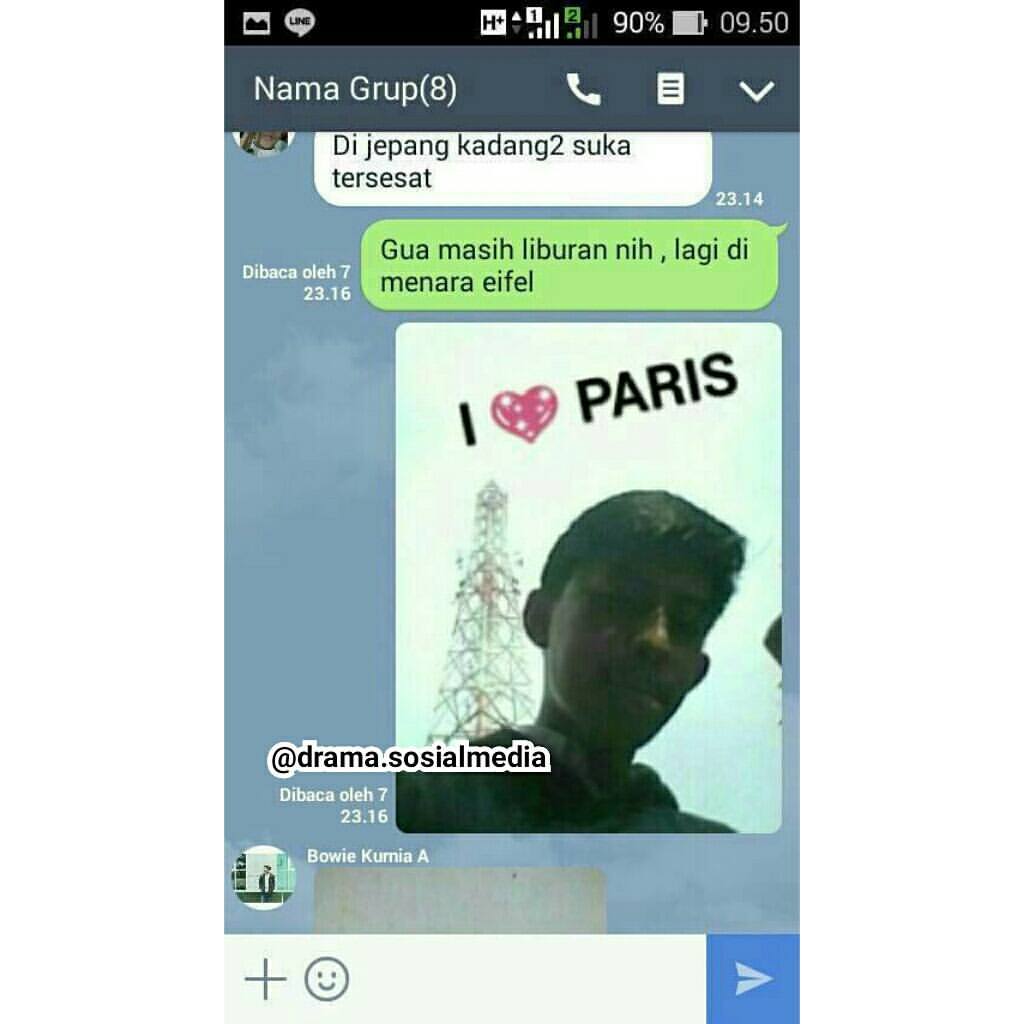 LINE
H+ 1 2 90% 09.50
Nama Grup(8)
Di jepang kadang2 suka
tersesat
23.14
Gua masih liburan nih , lagi di
menara eifel
Dibaca oleh 7
23.16
I PARIS
@drama.sosialmedia
Dibaca oleh 7
23.16
Bowie Kurnia A